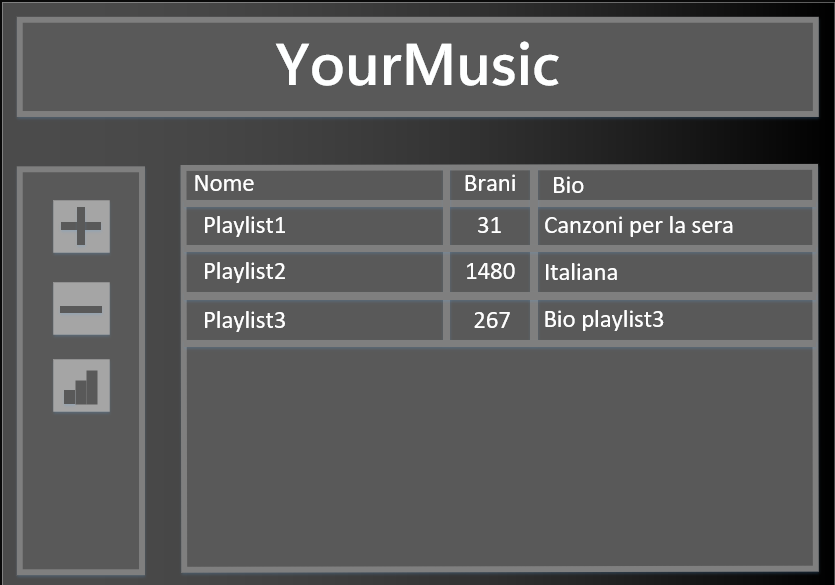 YourMusic
Nome Brani Bio
Playlist1 31 Canzoni per la sera
Playlist2 1480 Italiana
Playlist3 267 Bio playlist3